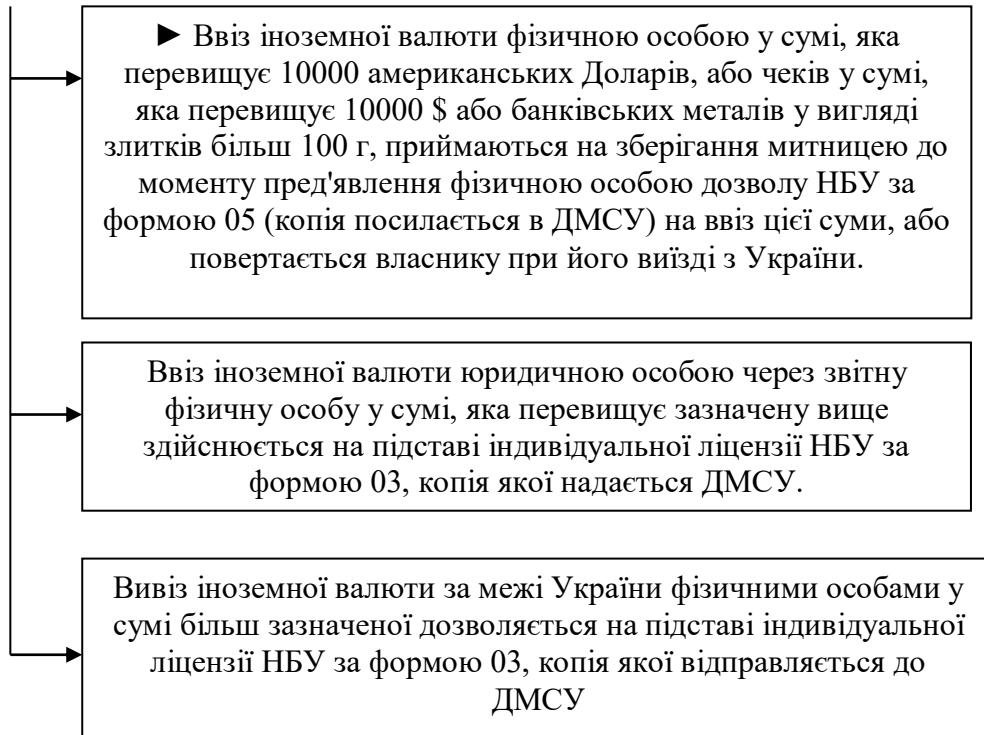 ► Ввіз іноземної валюти фізичною особою у сумі, яка
перевищує 10000 американських Доларів, або чеків у сумі,
яка перевищує 10000 $ або банківських металів у вигляді
злитків більш 100 г, приймаються на зберігання митницею до
моменту пред'явлення фізичною особою дозволу НБУ за
формою 05 (копія посилається в ДМСУ) на ввіз цієї суми, або
повертається власнику при його виїзді з України.
Ввіз іноземної валюти юридичною особою через звітну
фізичну особу у сумі, яка перевищує зазначену вище
здійснюється на підставі індивідуальної ліцензії НБУ за
формою 03, копія якої надається ДМСУ.
Вивіз іноземної валюти за межі України фізичними особами у
сумі більш зазначеної дозволяється на підставі індивідуальної
ліцензії НБУ за формою 03, копія якої відправляється до
ДМСУ